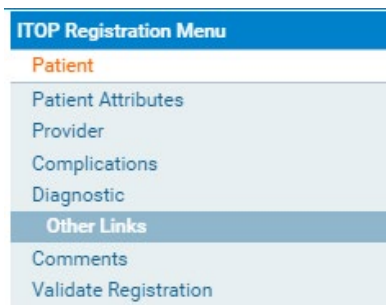 ITOP Registration Menu
Patient
Patient Attributes
Provider
Complications
Diagnostic
Other Links
Comments
Validate Registration